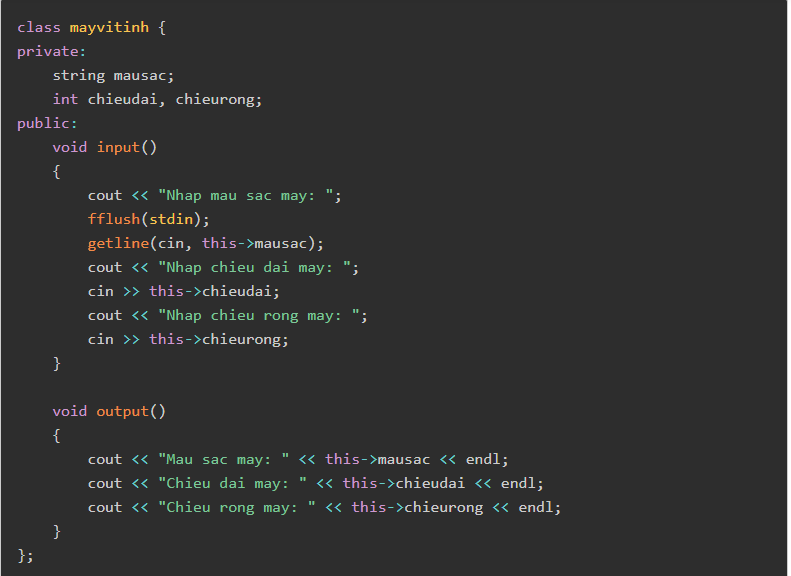 class mayvitinh {
private:
    string mausac;
    int chieudai, chieurong;
public:
    void input()
    {
        cout << "Nhap mau sac may: ";
        fflush(stdin);
        getline(cin, this->mausac);
        cout << "Nhap chieu dai may: ";
        cin >> this->chieudai;
        cout << "Nhap chieu rong may: ";
        cin >> this->chieurong;
    }

    void output()
    {
        cout << "Mau sac may: " << this->mausac << endl;
        cout << "Chieu dai may: " << this->chieudai << endl;
        cout << "Chieu rong may: " << this->chieurong << endl;
    }
};